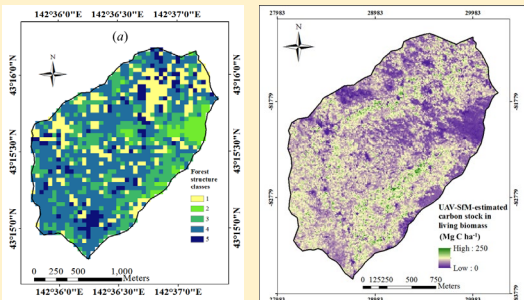 142°36'0"E 142°36'30"E 142°37'0"E
(a)
N
43°16'0"N
43°16'0"N
43°15'30"N
43°15'30"N
43°15'0"N
43°15'0"N
Forest
structure
classes
1
2
3
4
5
0 250 500 1,000
Meters
142°36'0"E 142°36'30"E 142°37'0"E
27983 28983 29983
N
-81779
-81779
-82779
-82779
UAV-SfM-estimated
carbon stock in
living biomass
(Mg C ha⁻¹)
High : 250
Low : 0
0 125250 500 750
Meters
27983 28983 29983
-83779